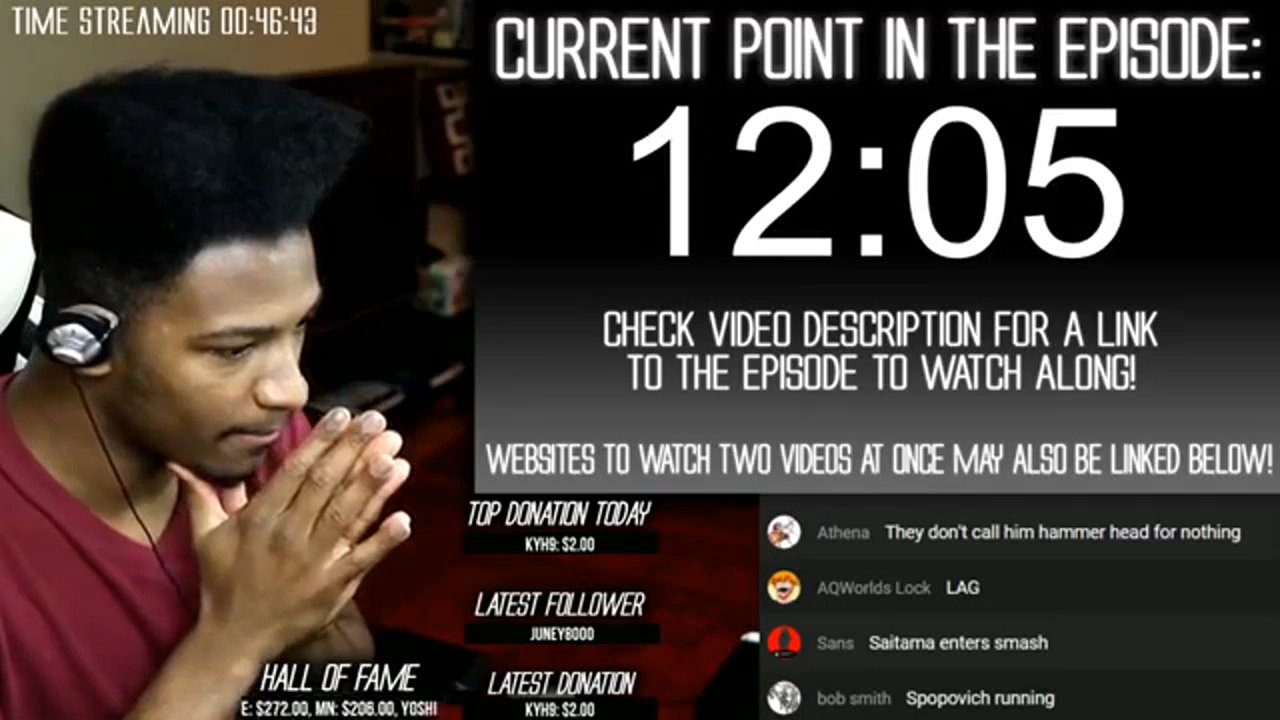 TIME STREAMING 00:46:43
CURRENT POINT IN THE EPISODE:
12:05
CHECK VIDEO DESCRIPTION FOR A LINK
TO THE EPISODE TO WATCH ALONG!
WEBSITES TO WATCH TWO VIDEOS AT ONCE MAY ALSO BE LINKED BELOW!
TOP DONATION TODAY
KYH9: $2.00
LATEST FOLLOWER
JUNEY8000
LATEST DONATION
KYH9: $2.00
HALL OF FAME
E: $272.00, MN: $206.00, YOSHI
Athena They don't call him hammer head for nothing
AQWorlds Lock LAG
Sans Saitama enters smash
bob smith Spopovich running